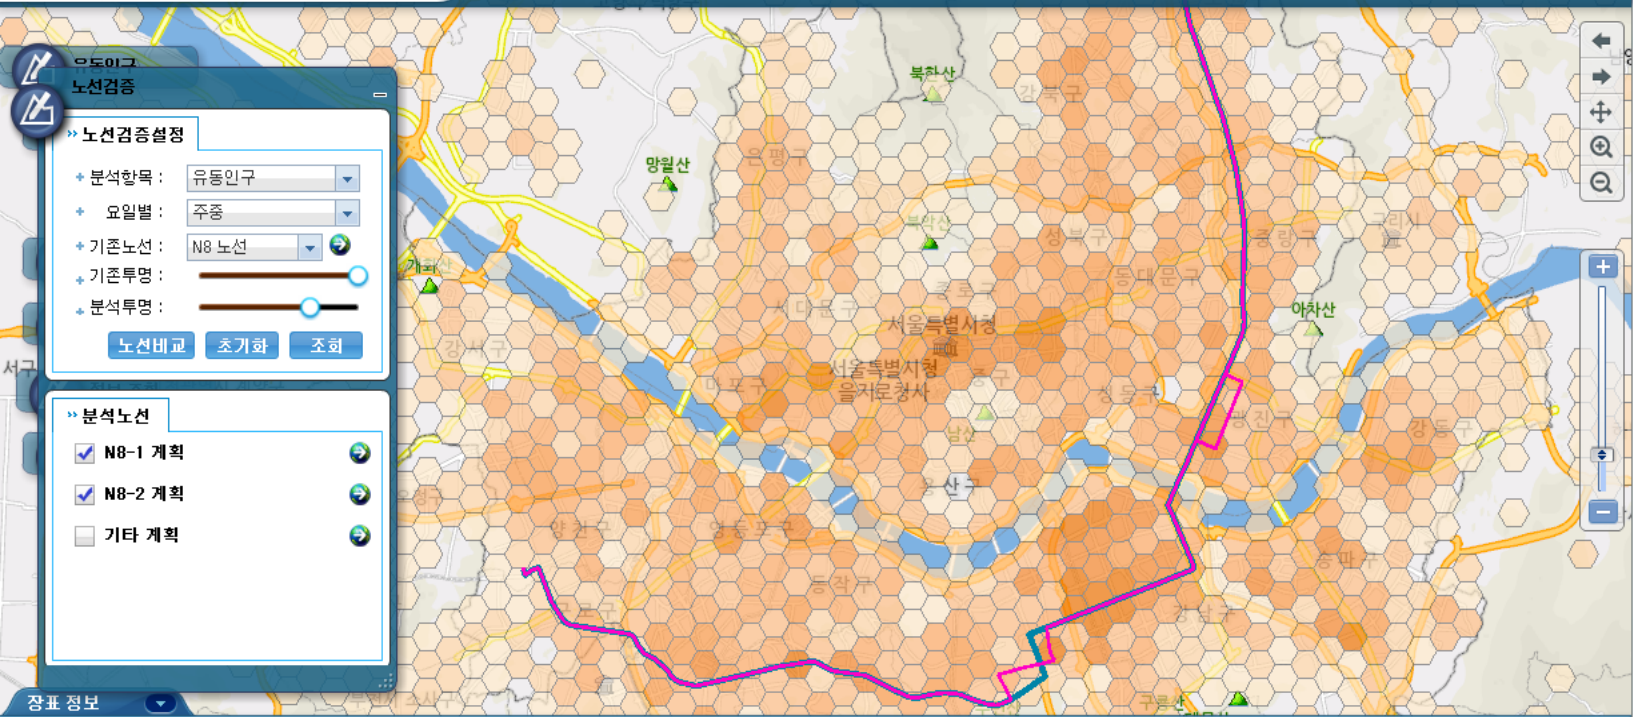 유동인구
노선검증
노선검증설정
분석항목 : 유동인구
요일별 : 주중
기존노선 : N8 노선
기존투명 :
분석투명 :
노선비교 초기화 조회
분석노선
N8-1 계획
N8-2 계획
기타 계획
장표 정보
북한산
강북구
망월산
은평구
북악산
성북구
중랑구
구리시
개화산
동대문구
종로구
서대문구
아차산
서울특별시청
강서구
서울특별시청
을지로청사
중구
마포구
성동구
광진구
강동구
남산
용산구
양천구
영등포구
동작구
송파구
구로구
강남구
구룡산
서구